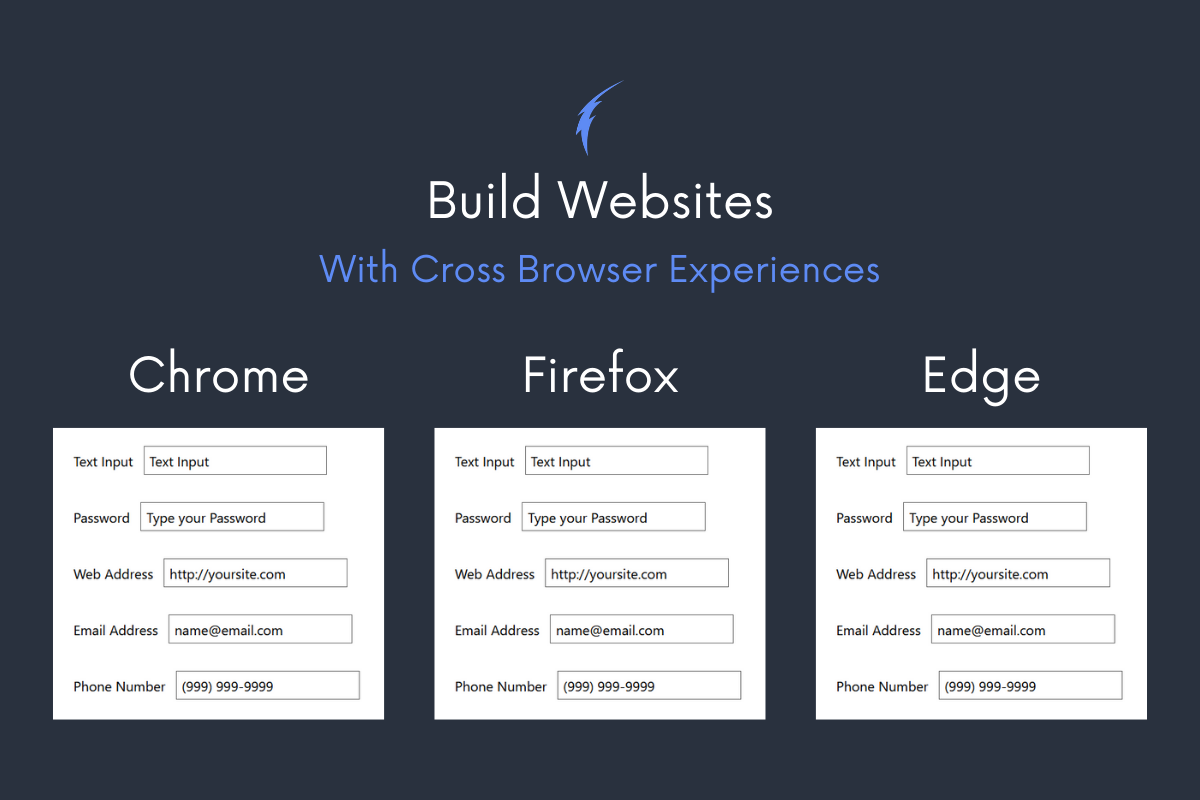 Build Websites
With Cross Browser Experiences
Chrome
Text Input Text Input
Password Type your Password
Web Address http://yoursite.com
Email Address name@email.com
Phone Number (999) 999-9999
Firefox
Text Input Text Input
Password Type your Password
Web Address http://yoursite.com
Email Address name@email.com
Phone Number (999) 999-9999
Edge
Text Input Text Input
Password Type your Password
Web Address http://yoursite.com
Email Address name@email.com
Phone Number (999) 999-9999